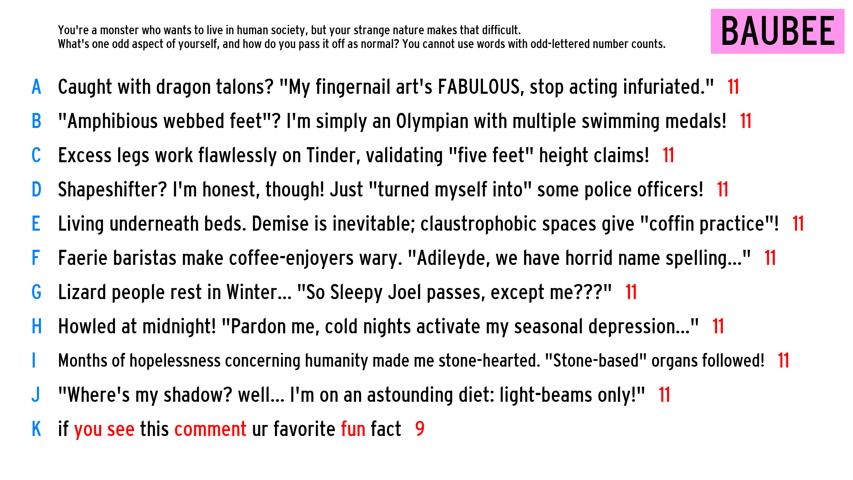 You're a monster who wants to live in human society, but your strange nature makes that difficult.
What's one odd aspect of yourself, and how do you pass it off as normal? You cannot use words with odd-lettered number counts.
BAUBEE
A Caught with dragon talons? "My fingernail art's FABULOUS, stop acting infuriated." 11
B "Amphibious webbed feet"? I'm simply an Olympian with multiple swimming medals! 11
C Excess legs work flawlessly on Tinder, validating "five feet" height claims! 11
D Shapeshifter? I'm honest, though! Just "turned myself into" some police officers! 11
E Living underneath beds. Demise is inevitable; claustrophobic spaces give "coffin practice"! 11
F Faerie baristas make coffee-enjoyers wary. "Adileyde, we have horrid name spelling..." 11
G Lizard people rest in Winter... "So Sleepy Joel passes, except me???" 11
H Howled at midnight! "Pardon me, cold nights activate my seasonal depression..." 11
I Months of hopelessness concerning humanity made me stone-hearted. "Stone-based" organs followed! 11
J "Where's my shadow? well... I'm on an astounding diet: light-beams only!" 11
K if you see this comment ur favorite fun fact 9